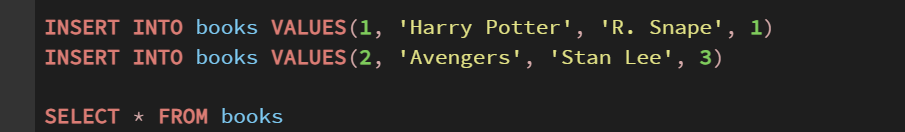 INSERT INTO books VALUES(1, 'Harry Potter', 'R. Snape', 1)
INSERT INTO books VALUES(2, 'Avengers', 'Stan Lee', 3)
SELECT * FROM books